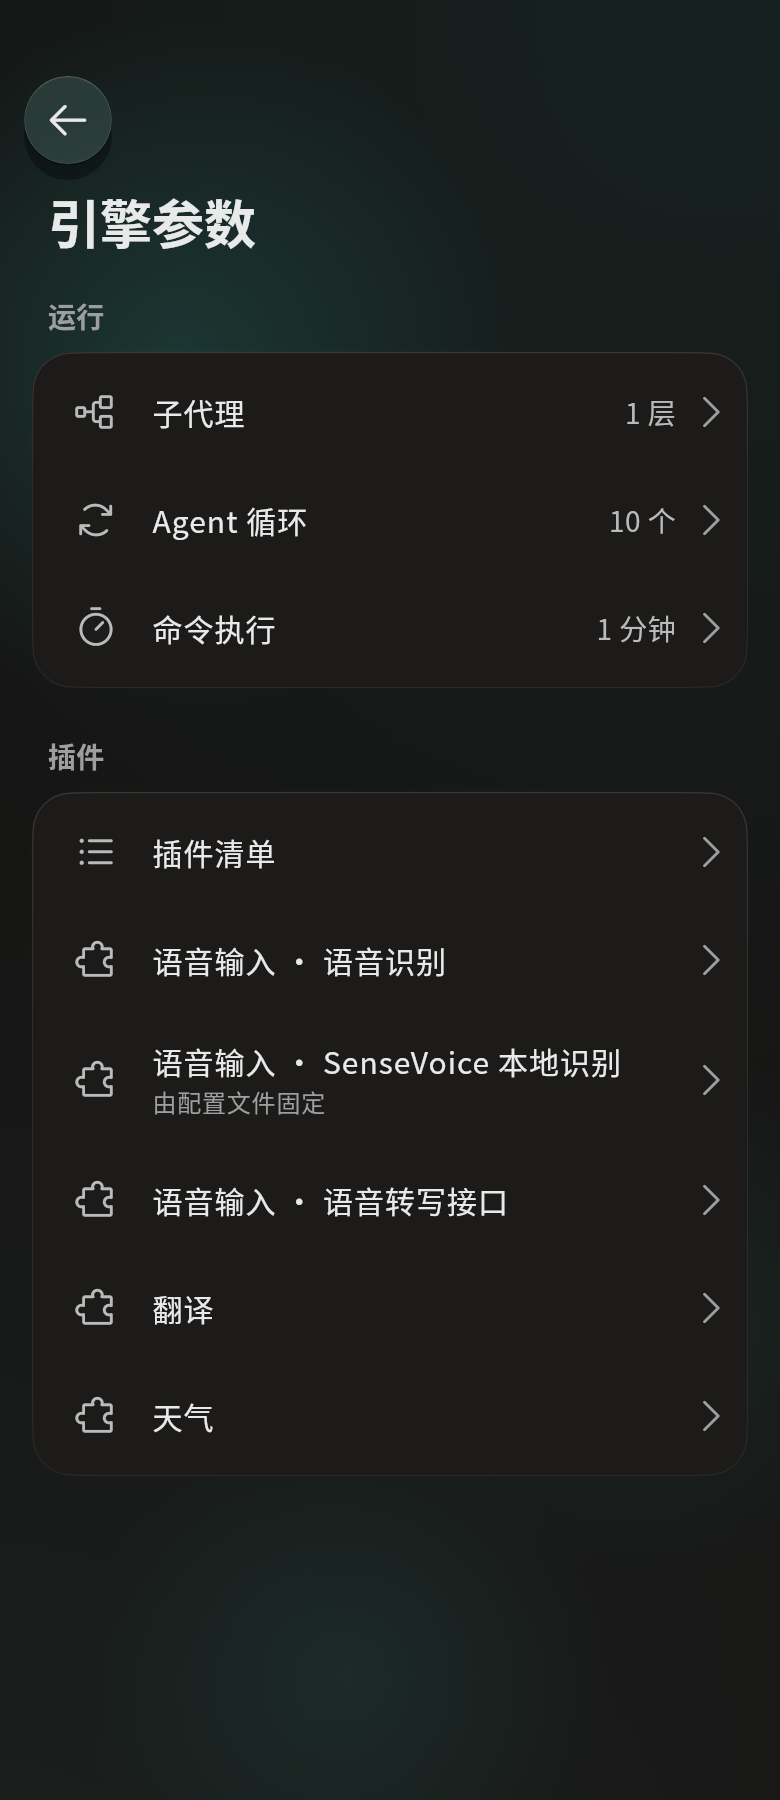 引擎参数
运行
子代理 1 层
Agent 循环 10 个
命令执行 1 分钟
插件
插件清单
语音输入 · 语音识别
语音输入 · SenseVoice 本地识别
由配置文件固定
语音输入 · 语音转写接口
翻译
天气